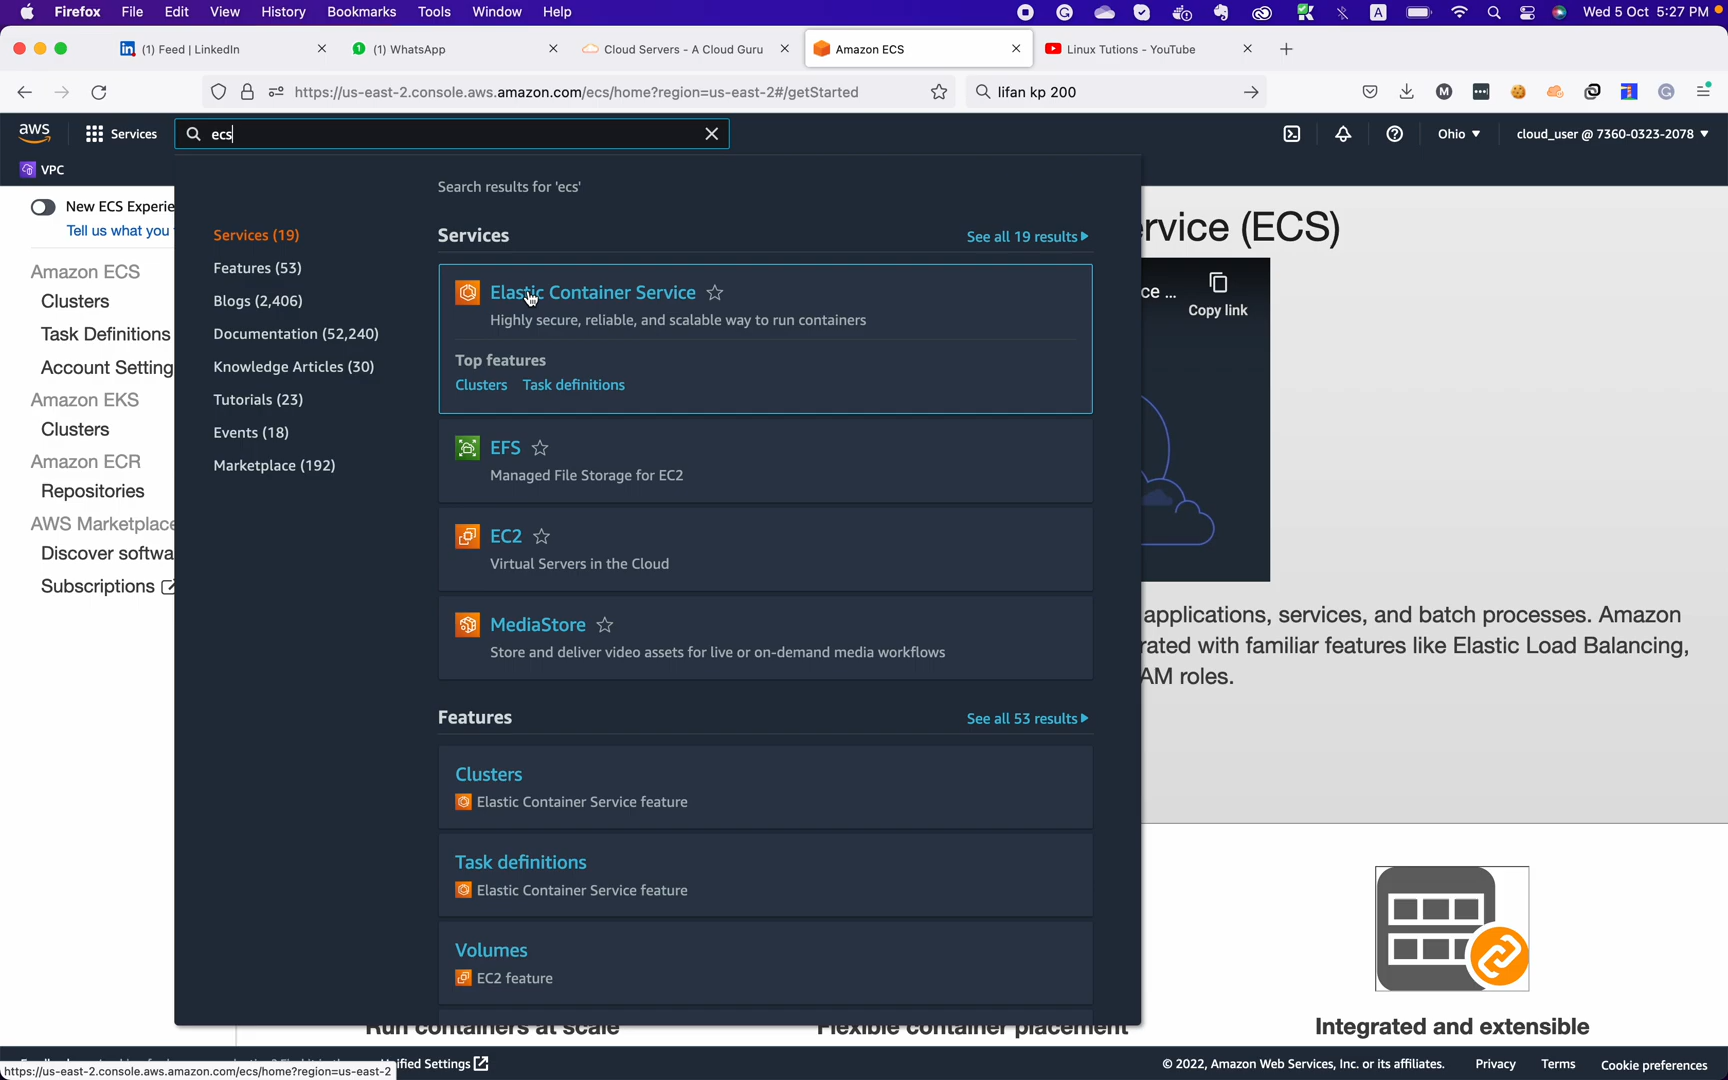 Firefox File Edit View History Bookmarks Tools Window Help
A
Wed 5 Oct 5:27 PM
(1) Feed | LinkedIn
(1) WhatsApp
Cloud Servers - A Cloud Guru
Amazon ECS
Linux Tutions - YouTube
https://us-east-2.console.aws.amazon.com/ecs/home?region=us-east-2#/getStarted
lifan kp 200
aws
Services
ecs
Ohio
cloud_user @ 7360-0323-2078
VPC
New ECS Experie
Tell us what you
Amazon ECS
Clusters
Task Definitions
Account Setting
Amazon EKS
Clusters
Amazon ECR
Repositories
AWS Marketplace
Discover softwa
Subscriptions
Search results for 'ecs'
Services (19)
Features (53)
Blogs (2,406)
Documentation (52,240)
Knowledge Articles (30)
Tutorials (23)
Events (18)
Marketplace (192)
Services
See all 19 results
Elastic Container Service
Highly secure, reliable, and scalable way to run containers
Top features
Clusters Task definitions
EFS
Managed File Storage for EC2
EC2
Virtual Servers in the Cloud
MediaStore
Store and deliver video assets for live or on-demand media workflows
Features
See all 53 results
Clusters
Elastic Container Service feature
Task definitions
Elastic Container Service feature
Volumes
EC2 feature
rvice (ECS)
ce ...
Copy link
applications, services, and batch processes. Amazon
rated with familiar features like Elastic Load Balancing,
AM roles.
Run containers at scale
Flexible container placement
Integrated and extensible
ified Settings
© 2022, Amazon Web Services, Inc. or its affiliates.
Privacy
Terms
Cookie preferences
https://us-east-2.console.aws.amazon.com/ecs/home?region=us-east-2